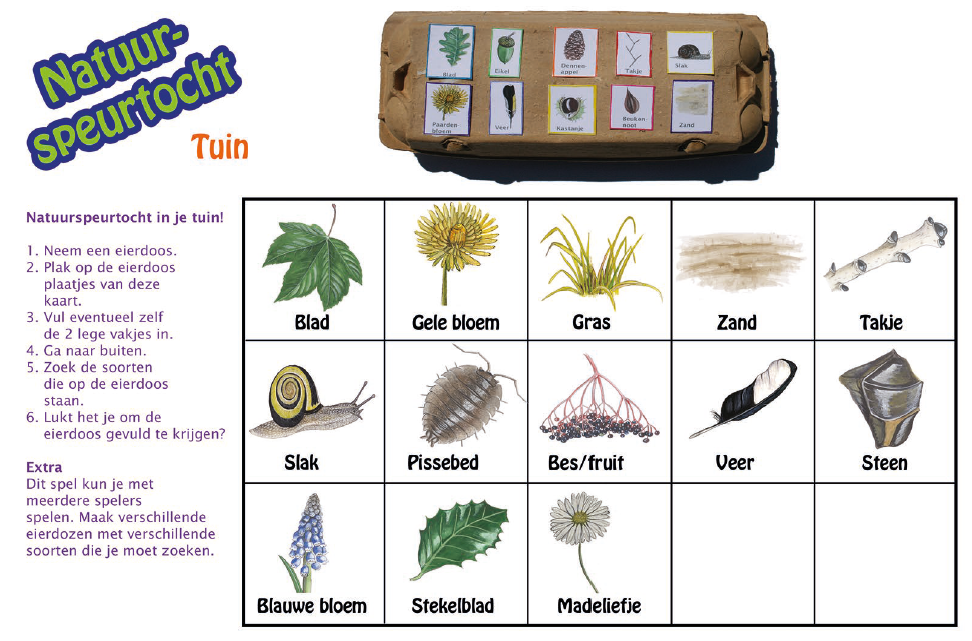 Natuur-
speurtocht
Tuin
Blad
Eikel
Dennen-
appel
Takje
Slak
Paarden-
bloem
Veer
Kastanje
Beuken-
noot
Zand
Natuurspeurtocht in je tuin!
1. Neem een eierdoos.
2. Plak op de eierdoos
plaatjes van deze
kaart.
3. Vul eventueel zelf
de 2 lege vakjes in.
4. Ga naar buiten.
5. Zoek de soorten
die op de eierdoos
staan.
6. Lukt het je om de
eierdoos gevuld te krijgen?
Extra
Dit spel kun je met
meerdere spelers
spelen. Maak verschillende
eierdozen met verschillende
soorten die je moet zoeken.
Blad
Gele bloem
Gras
Zand
Takje
Slak
Pissebed
Bes/fruit
Veer
Steen
Blauwe bloem
Stekelblad
Madeliefje